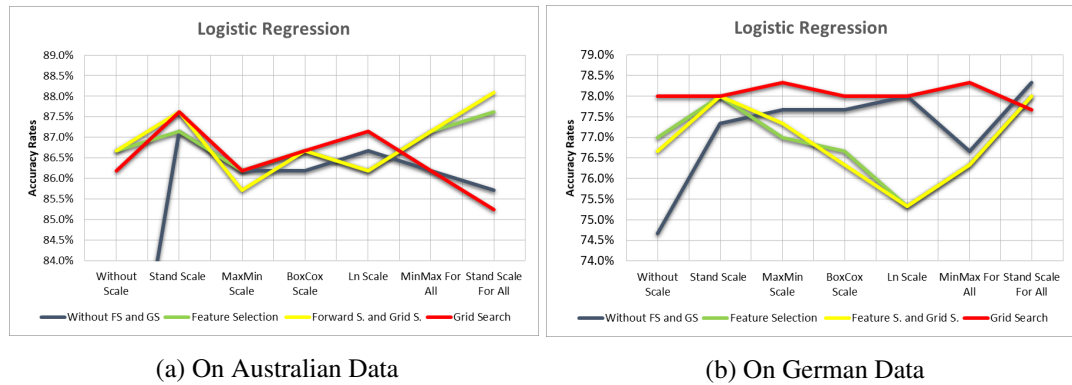 Logistic Regression
Accuracy Rates
89.0%
88.5%
88.0%
87.5%
87.0%
86.5%
86.0%
85.5%
85.0%
84.5%
84.0%
Without Scale
Stand Scale
MaxMin Scale
BoxCox Scale
Ln Scale
MinMax For All
Stand Scale For All
Without FS and GS
Feature Selection
Forward S. and Grid S.
Grid Search
(a) On Australian Data
Logistic Regression
Accuracy Rates
79.0%
78.5%
78.0%
77.5%
77.0%
76.5%
76.0%
75.5%
75.0%
74.5%
74.0%
Without Scale
Stand Scale
MaxMin Scale
BoxCox Scale
Ln Scale
MinMax For All
Stand Scale For All
Without FS and GS
Feature Selection
Feature S. and Grid S.
Grid Search
(b) On German Data